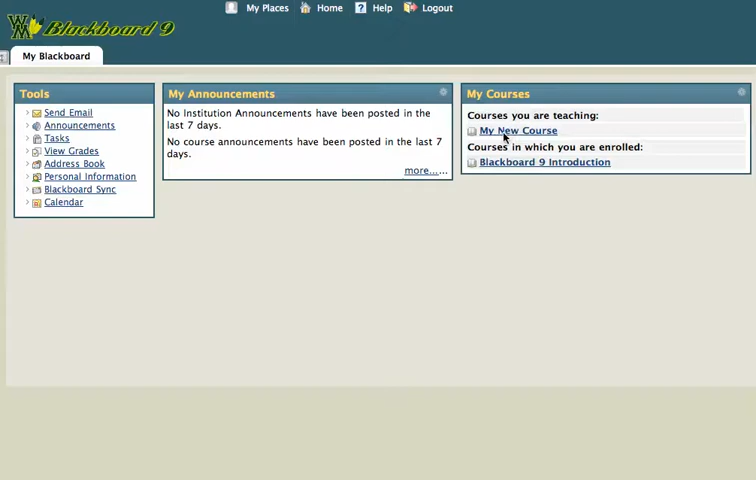 My Places Home ? Help Logout
WM Blackboard 9
My Blackboard
Tools
Send Email
Announcements
Tasks
View Grades
Address Book
Personal Information
Blackboard Sync
Calendar
My Announcements
No Institution Announcements have been posted in the
last 7 days.
No course announcements have been posted in the last 7
days.
more......
My Courses
Courses you are teaching:
My New Course
Courses in which you are enrolled:
Blackboard 9 Introduction